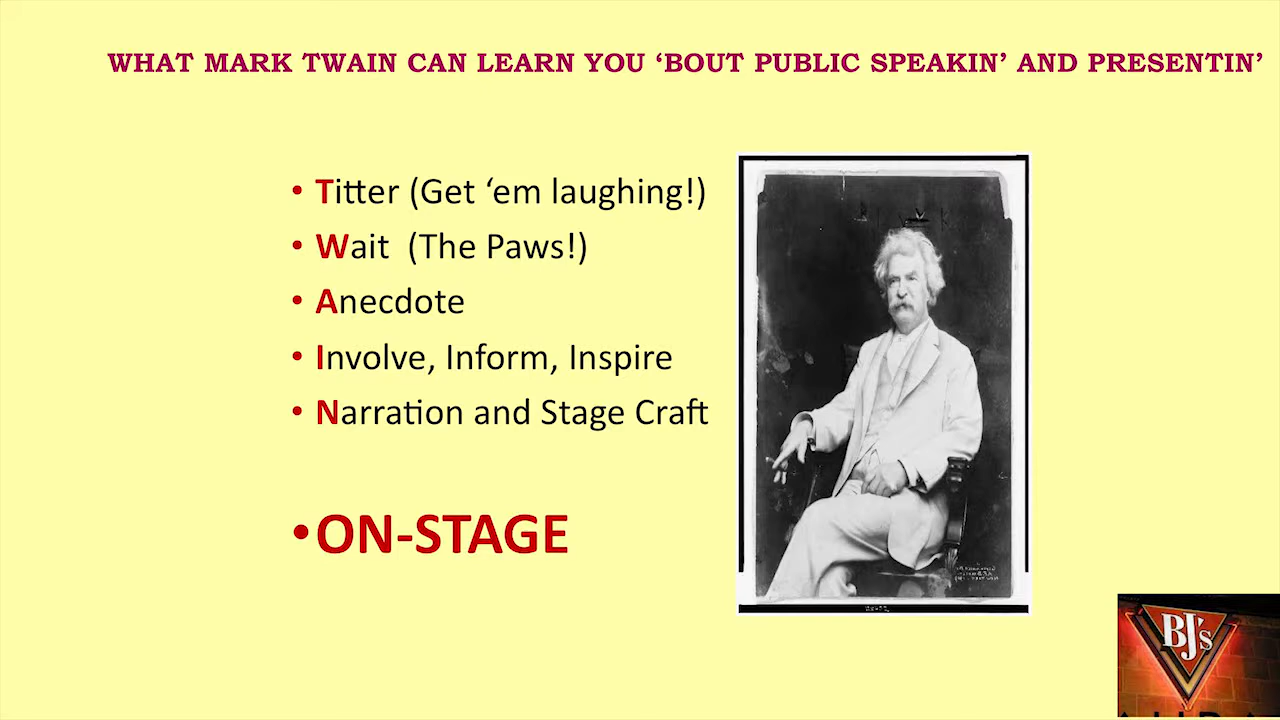 WHAT MARK TWAIN CAN LEARN YOU ‘BOUT PUBLIC SPEAKIN’ AND PRESENTIN’
• Titter (Get ‘em laughing!)
• Wait (The Paws!)
• Anecdote
• Involve, Inform, Inspire
• Narration and Stage Craft
• ON-STAGE
BJ's